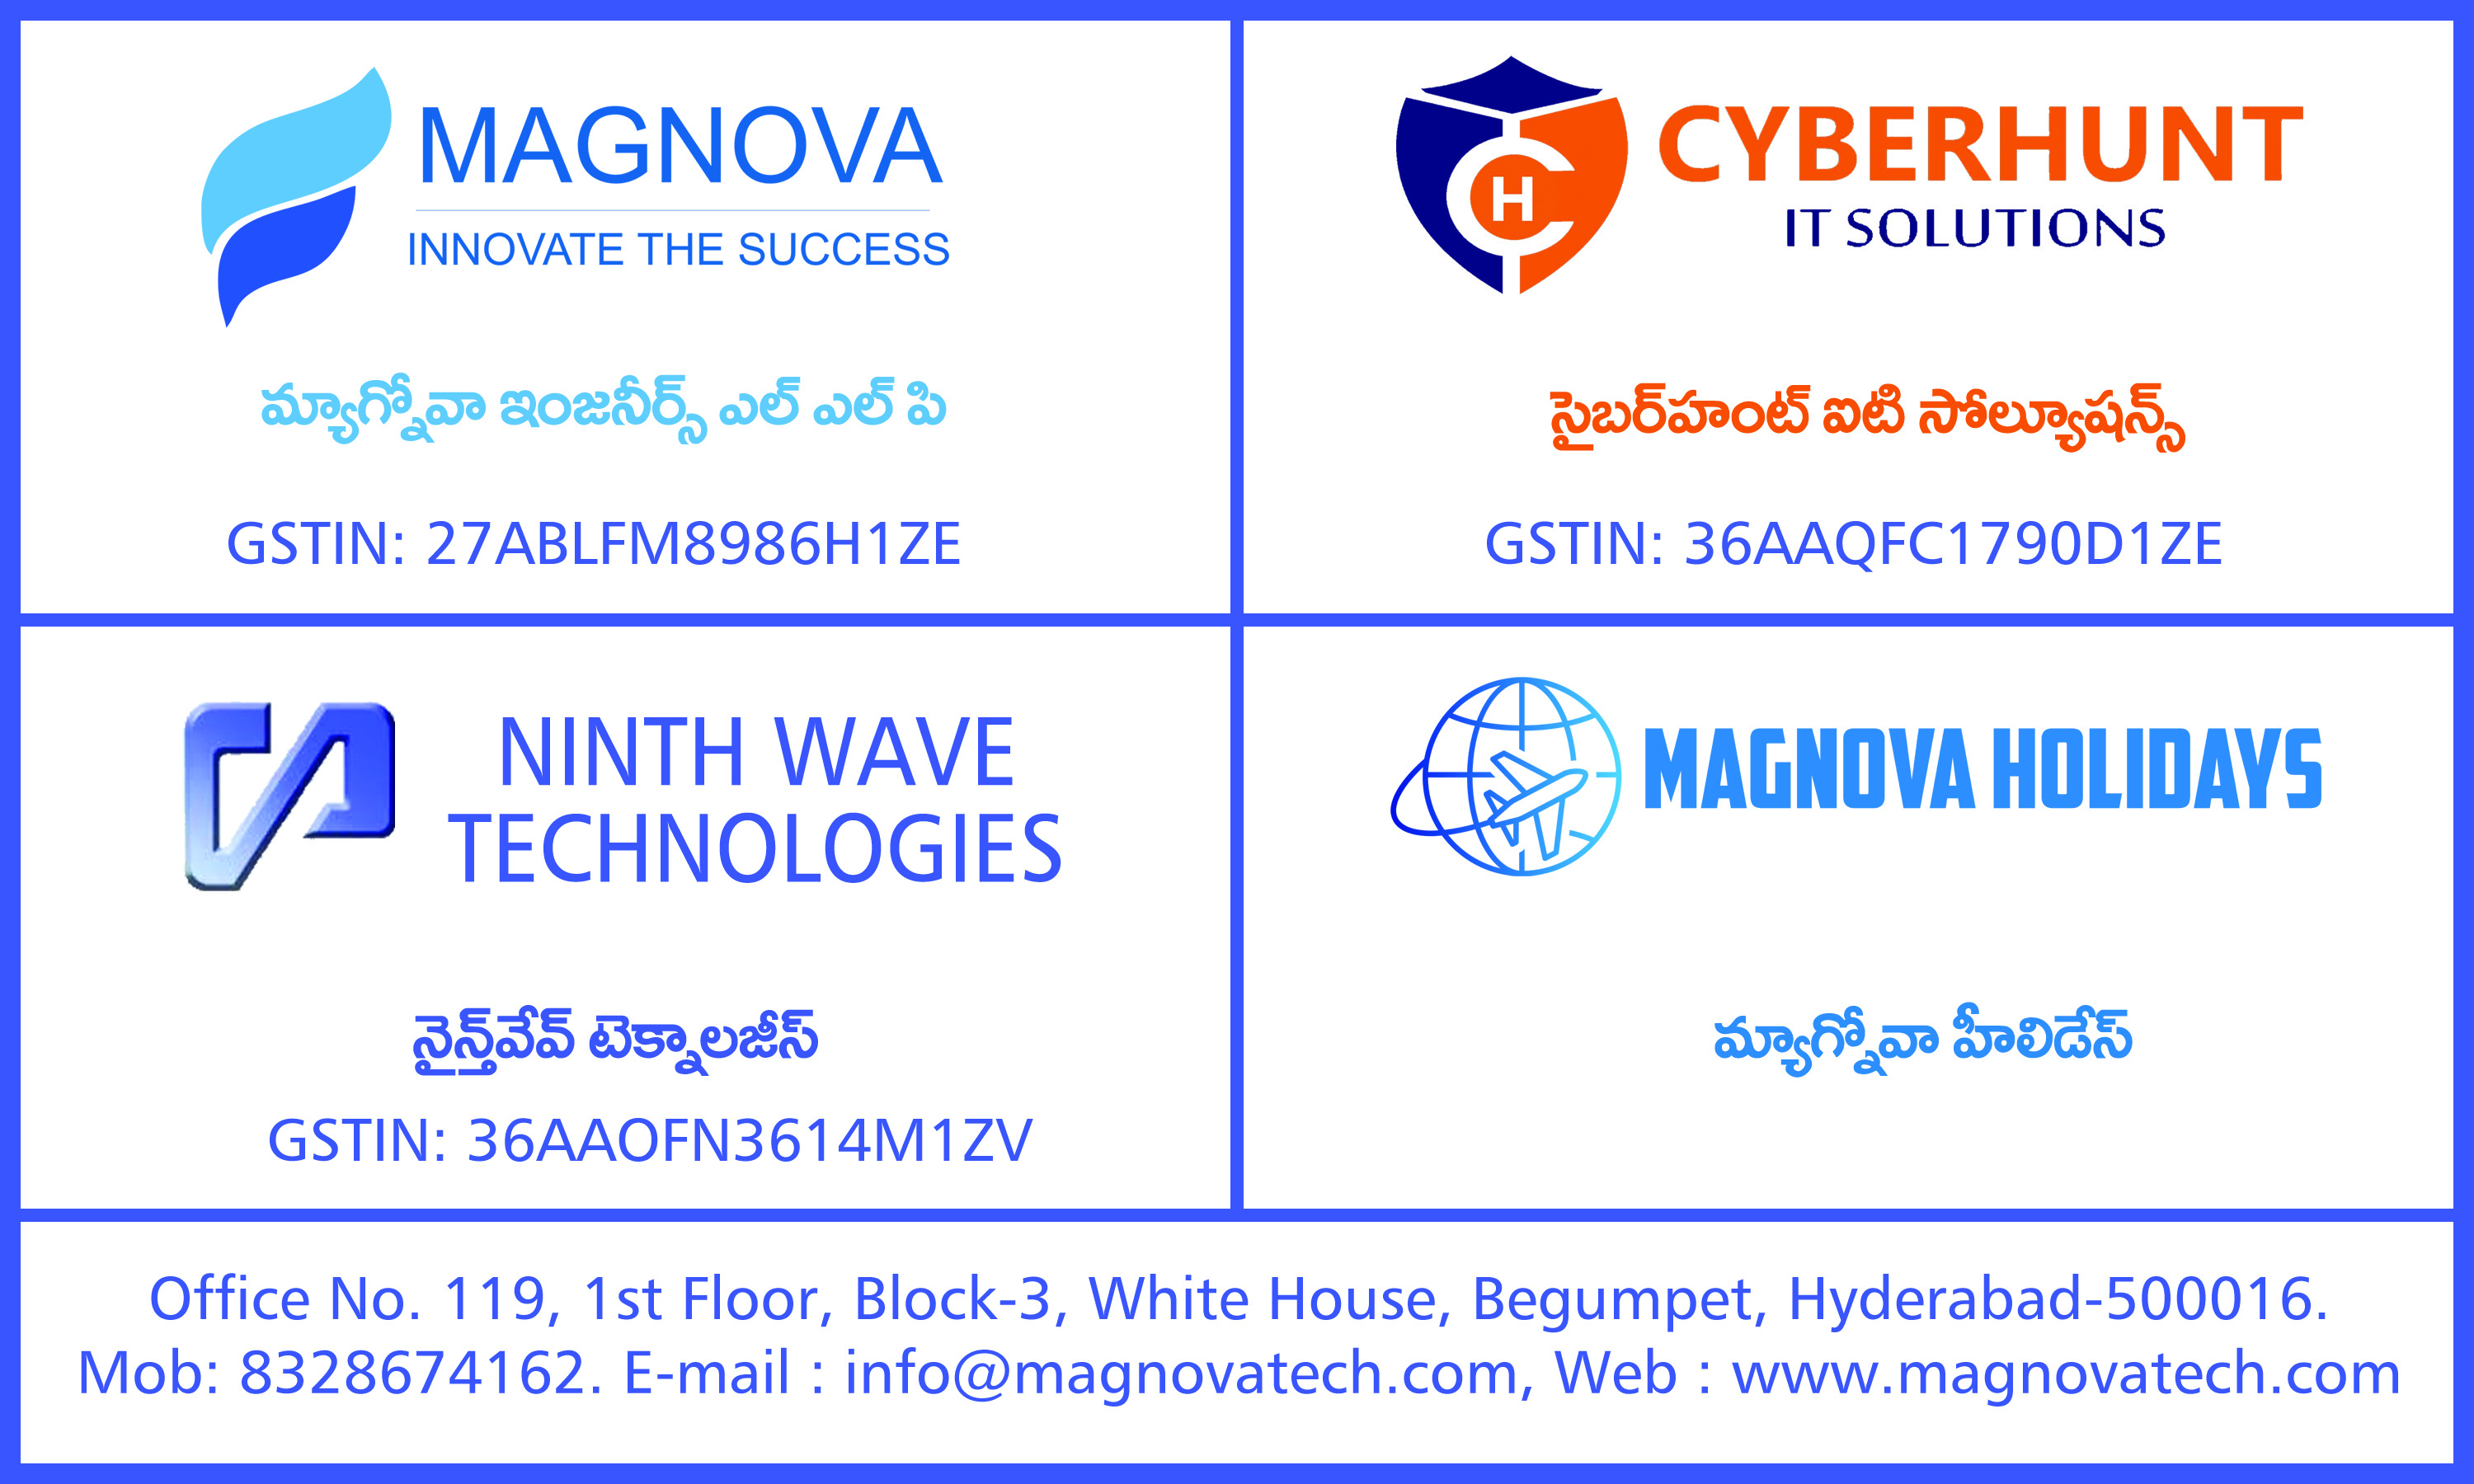 MAGNOVA
INNOVATE THE SUCCESS
మ్యాగ్నోవా ఇంజనీర్స్ ఎల్ ఎల్ పి
GSTIN: 27ABLFM8986H1ZE
CYBERHUNT
IT SOLUTIONS
సైబర్‌హంట్ ఐటి సోల్యూషన్స్
GSTIN: 36AAQFC1790D1ZE
NINTH WAVE
TECHNOLOGIES
నైన్త్‌వేవ్ టెక్నాలజీస్
GSTIN: 36AAOFN3614M1ZV
MAGNOVA HOLIDAYS
మ్యాగ్నోవా హీలిడేస్
Office No. 119, 1st Floor, Block-3, White House, Begumpet, Hyderabad-500016.
Mob: 8328674162. E-mail : info@magnovatech.com, Web : www.magnovatech.com